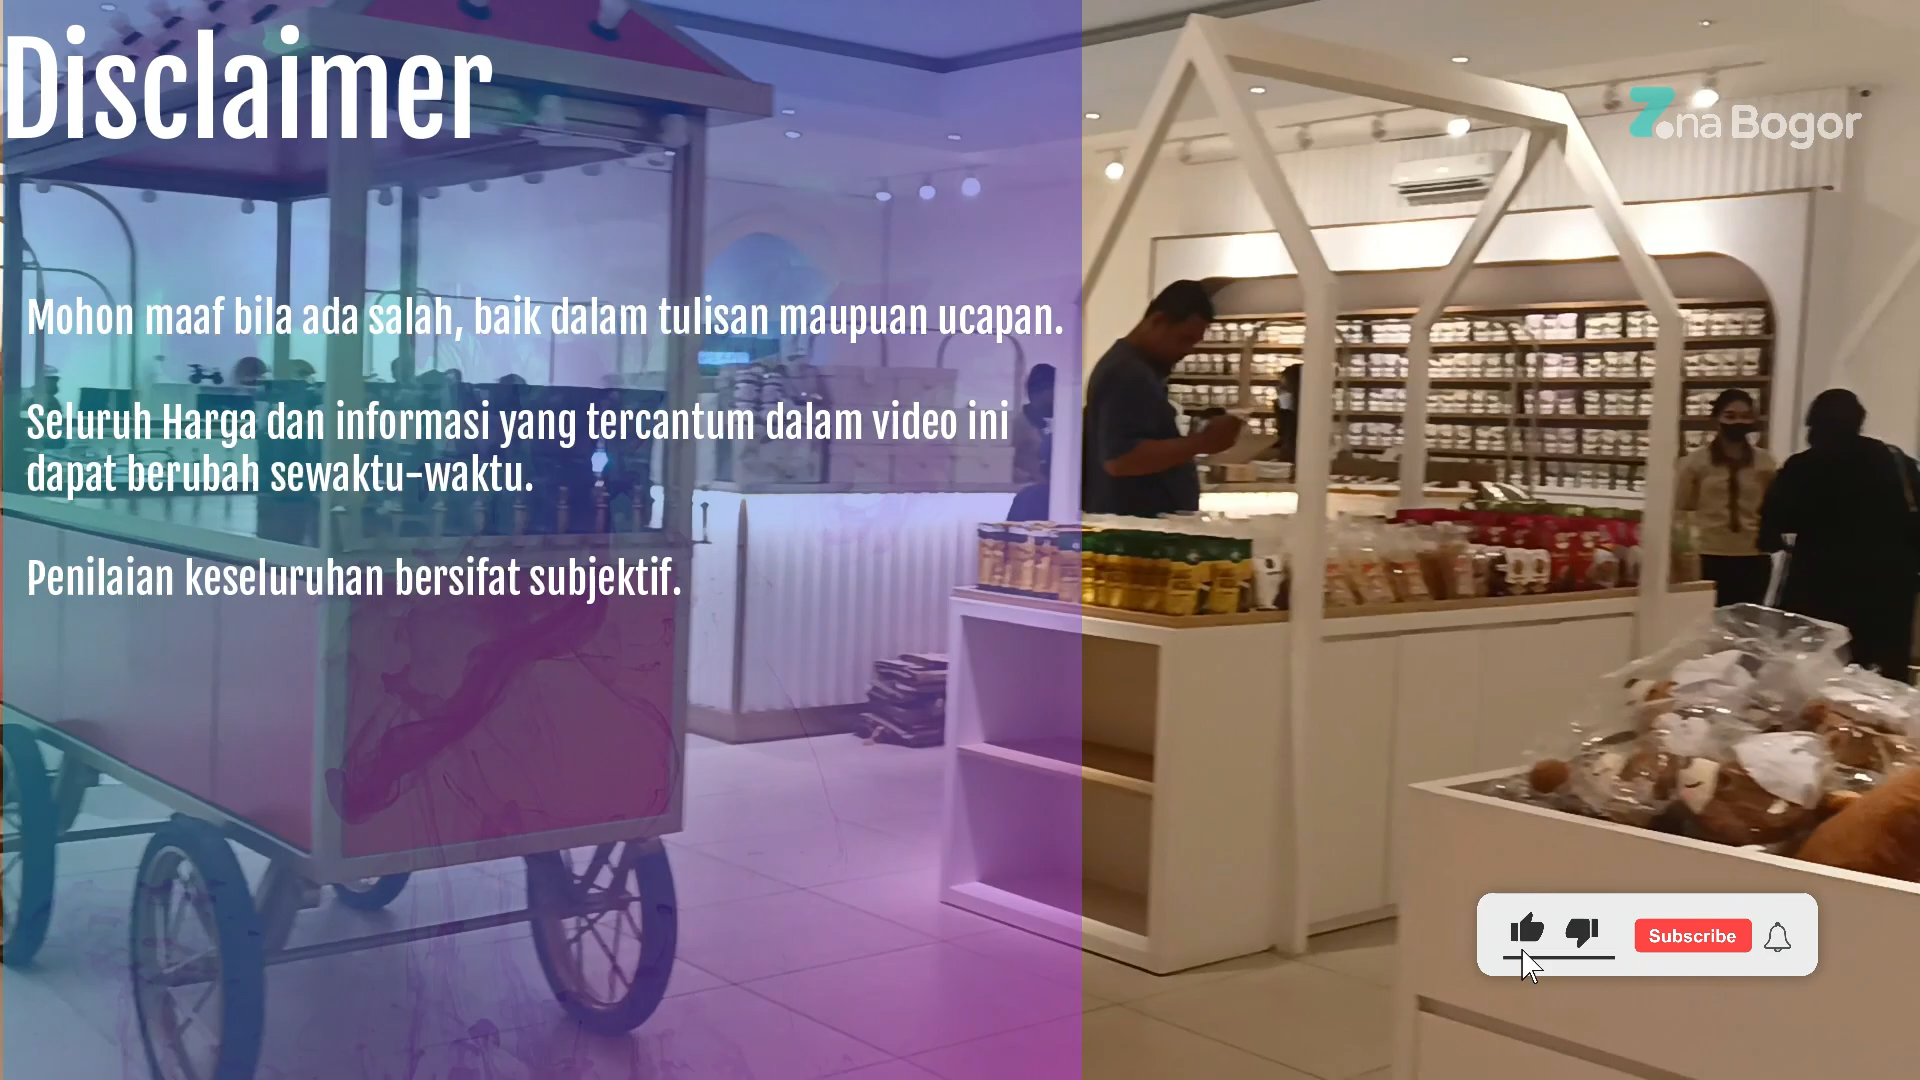 Disclaimer
Zona Bogor
Mohon maaf bila ada salah, baik dalam tulisan maupuan ucapan.
Seluruh Harga dan informasi yang tercantum dalam video ini
dapat berubah sewaktu-waktu.
Penilaian keseluruhan bersifat subjektif.
Subscribe